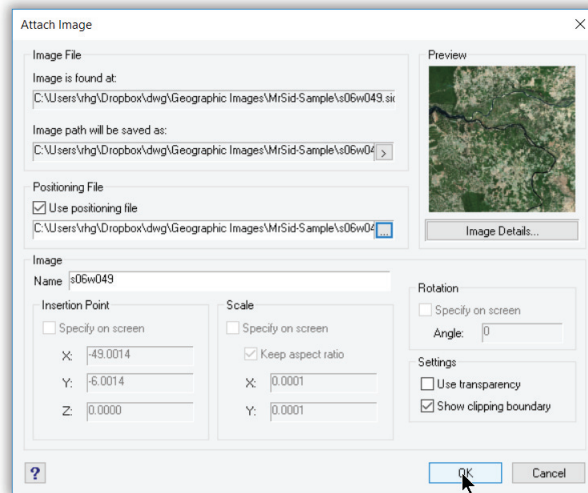 Attach Image
Image File
Image is found at:
C:\Users\rhg\Dropbox\dwg\Geographic Images\MrSid-Sample\s06w049.sid
Image path will be saved as:
C:\Users\rhg\Dropbox\dwg\Geographic Images\MrSid-Sample\s06w04 >
Preview
Image Details...
Positioning File
Use positioning file
C:\Users\rhg\Dropbox\dwg\Geographic Images\MrSid-Sample\s06w04 ...
Image
Name s06w049
Insertion Point
Specify on screen
X: -49.0014
Y: -6.0014
Z: 0.0000
Scale
Specify on screen
Keep aspect ratio
X: 0.0001
Y: 0.0001
Rotation
Specify on screen
Angle: 0
Settings
Use transparency
Show clipping boundary
?
OK
Cancel